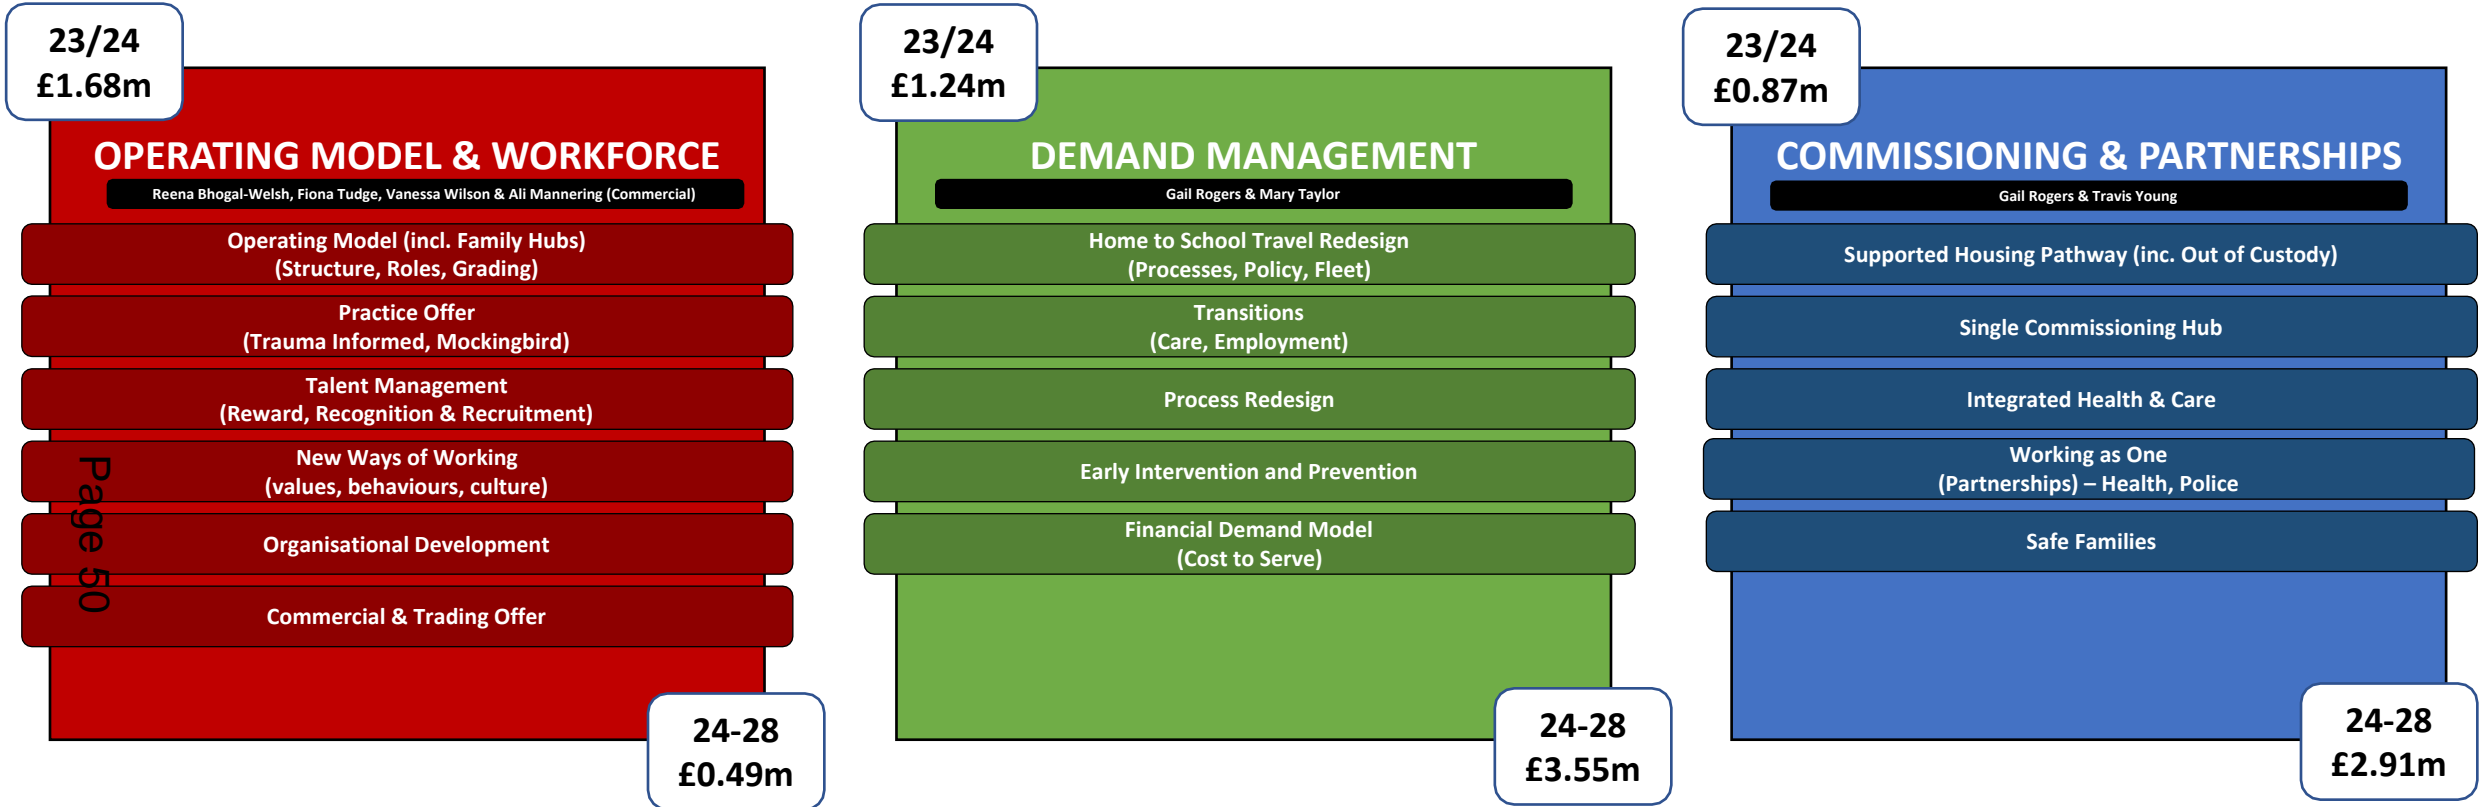 23/24
£1.68m
OPERATING MODEL & WORKFORCE
Reena Bhogal-Welsh, Fiona Tudge, Vanessa Wilson & Ali Mannering (Commercial)
Operating Model (incl. Family Hubs)
(Structure, Roles, Grading)
Practice Offer
(Trauma Informed, Mockingbird)
Talent Management
(Reward, Recognition & Recruitment)
New Ways of Working
(values, behaviours, culture)
Organisational Development
Commercial & Trading Offer
Page 50
24-28
£0.49m
23/24
£1.24m
DEMAND MANAGEMENT
Gail Rogers & Mary Taylor
Home to School Travel Redesign
(Processes, Policy, Fleet)
Transitions
(Care, Employment)
Process Redesign
Early Intervention and Prevention
Financial Demand Model
(Cost to Serve)
24-28
£3.55m
23/24
£0.87m
COMMISSIONING & PARTNERSHIPS
Gail Rogers & Travis Young
Supported Housing Pathway (inc. Out of Custody)
Single Commissioning Hub
Integrated Health & Care
Working as One
(Partnerships) – Health, Police
Safe Families
24-28
£2.91m